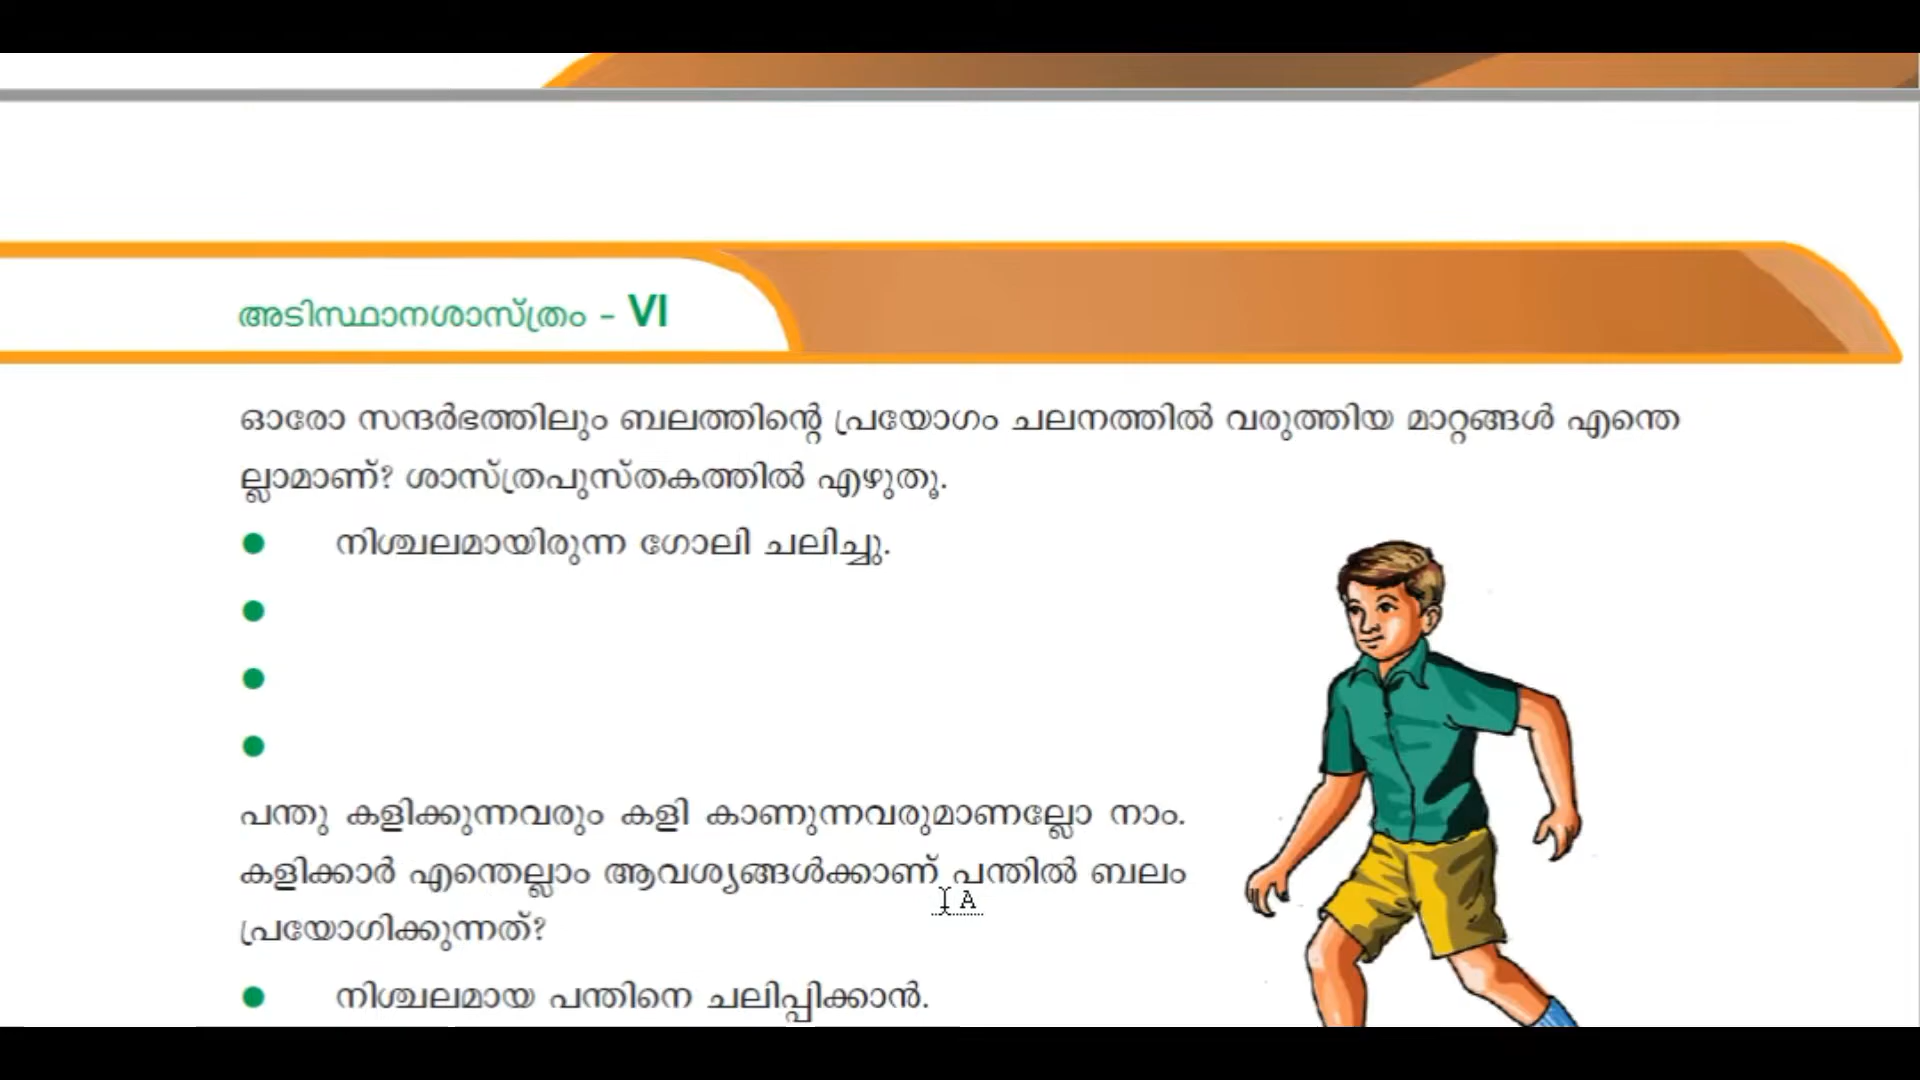 അടിസ്ഥാനശാസ്ത്രം - VI
ഓരോ സന്ദർഭത്തിലും ബലത്തിന്റെ പ്രയോഗം ചലനത്തിൽ വരുത്തിയ മാറ്റങ്ങൾ എന്തെ
ല്ലാമാണ്? ശാസ്ത്രപുസ്തകത്തിൽ എഴുതൂ.
● നിശ്ചലമായിരുന്ന ഗോലി ചലിച്ചു.
●
●
●
പന്തു കളിക്കുന്നവരും കളി കാണുന്നവരുമാണല്ലോ നാം.
കളിക്കാർ എന്തെല്ലാം ആവശ്യങ്ങൾക്കാണ് പന്തിൽ ബലം
A
പ്രയോഗിക്കുന്നത്?
● നിശ്ചലമായ പന്തിനെ ചലിപ്പിക്കാൻ.